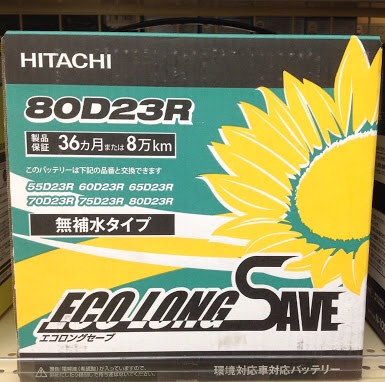 HITACHI
80D23R
製品保証 36カ月または8万km
このバッテリーは下記の品番と交換できます
55D23R 60D23R 65D23R
70D23R 75D23R 80D23R
無補水タイプ
ECO LONG SAVE
エコロングセーブ
環境対応車対応バッテリー